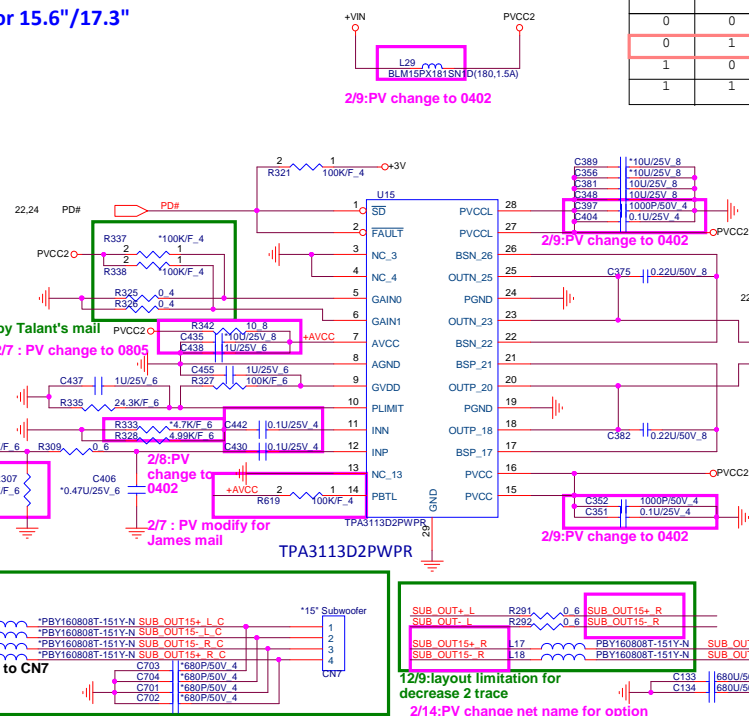 or 15.6"/17.3"
+VIN
PVCC2
L29
BLM15PX181SN1D(180,1.5A)
2/9:PV change to 0402
0 0
0 1
1 0
1 1
2 1
R321 100K/F_4
+3V
22,24 PD# PD#
U15
TPA3113D2PWPR
TPA3113D2PWPR
1 SD
2 FAULT
3 NC_3
4 NC_4
5 GAIN0
6 GAIN1
7 AVCC
8 AGND
9 GVDD
10 PLIMIT
11 INN
12 INP
13 NC_13
14 PBTL
GND
29
PVCCL 28
PVCCL 27
BSN_26 26
OUTN_25 25
PGND 24
OUTN_23 23
BSN_22 22
BSP_21 21
OUTP_20 20
PGND 19
OUTP_18 18
BSP_17 17
PVCC 16
PVCC 15
C389 *10U/25V_8
C356 *10U/25V_8
C381 10U/25V_8
C348 10U/25V_8
C397 1000P/50V_4
C404 0.1U/25V_4
PVCC2
2/9:PV change to 0402
C375 0.22U/50V_8
22
C382 0.22U/50V_8
PVCC2
C352 1000P/50V_4
C351 0.1U/25V_4
2/9:PV change to 0402
PVCC2
R337 *100K/F_4
2 1
2 1
R338 *100K/F_4
R325 0_4
R326 0_4
by Talant's mail
2/7 : PV change to 0805
PVCC2
R342 10_8
C435 *10U/25V_8
C438 1U/25V_6
+AVCC
C455 1U/25V_6
R327 100K/F_6
C437 1U/25V_6
R335 24.3K/F_6
R333 *4.7K/F_6
R328 4.99K/F_6
C442 0.1U/25V_4
C430 0.1U/25V_4
/F_6 R309 0_6
307
/F_6
C406
*0.47U/25V_6
2/8:PV
change to
0402
+AVCC 2 1
R619 100K/F_4
2/7 : PV modify for
James mail
*PBY160808T-151Y-N SUB_OUT15+_L_C
*PBY160808T-151Y-N SUB_OUT15-_L_C
*PBY160808T-151Y-N SUB_OUT15-_R_C
*PBY160808T-151Y-N SUB_OUT15+_R_C
to CN7
C703 *680P/50V_4
C704 *680P/50V_4
C701 *680P/50V_4
C702 *680P/50V_4
*15" Subwoofer
1
2
3
4
CN7
SUB_OUT+_L R291 0_6 SUB_OUT15+_R
SUB_OUT-_L R292 0_6 SUB_OUT15-_R
SUB_OUT15+_R L17 PBY160808T-151Y-N SUB_OU
SUB_OUT15-_R L18 PBY160808T-151Y-N SUB_OU
12/9:layout limitation for
decrease 2 trace
C133 680U/5
C134 680U/5
2/14:PV change net name for option